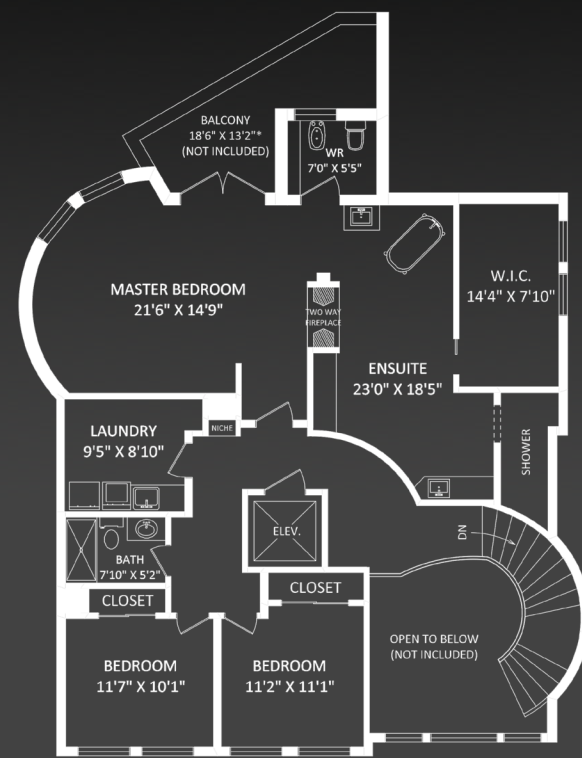 BALCONY
18'6" X 13'2"*
(NOT INCLUDED)
WR
7'0" X 5'5"
MASTER BEDROOM
21'6" X 14'9"
W.I.C.
14'4" X 7'10"
TWO WAY
FIREPLACE
ENSUITE
23'0" X 18'5"
LAUNDRY
9'5" X 8'10"
NICHE
SHOWER
ELEV.
DN
BATH
7'10" X 5'2"
CLOSET
CLOSET
OPEN TO BELOW
(NOT INCLUDED)
BEDROOM
11'7" X 10'1"
BEDROOM
11'2" X 11'1"